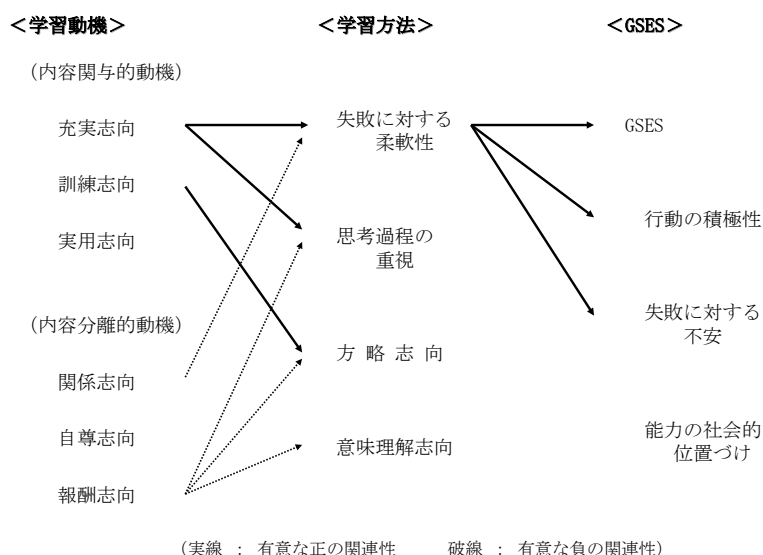 ＜学習動機＞　＜学習方法＞　＜GSES＞
(内容関与的動機)
充実志向
訓練志向
実用志向
(内容分離的動機)
関係志向
自尊志向
報酬志向
失敗に対する
柔軟性
思考過程の
重視
方 略 志 向
意味理解志向
GSES
行動の積極性
失敗に対する
不安
能力の社会的
位置づけ
(実線 ： 有意な正の関連性　　破線 ： 有意な負の関連性)